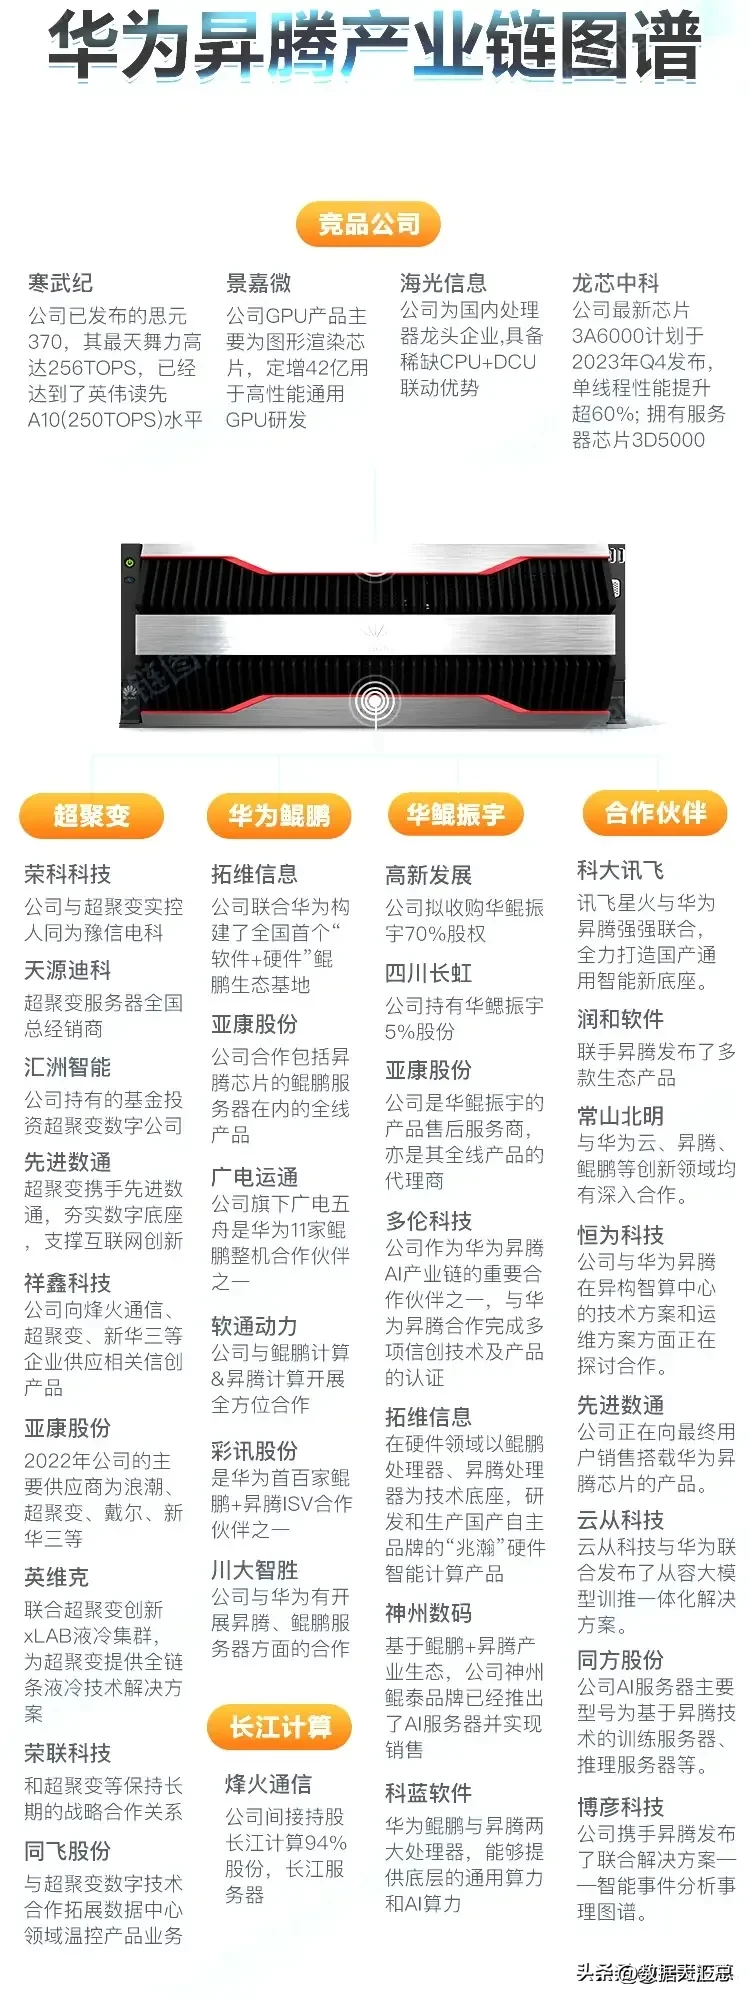 华为昇腾产业链图谱
竞品公司
寒武纪
公司已发布的思元
370，其最天舞力高
达256TOPS，已经
达到了英伟读先
A10(250TOPS)水平
景嘉微
公司GPU产品主
要为图形渲染芯
片，定增42亿用
于高性能通用
GPU研发
海光信息
公司为国内处理
器龙头企业,具备
稀缺CPU+DCU
联动优势
龙芯中科
公司最新芯片
3A6000计划于
2023年Q4发布，
单线程性能提升
超60%；拥有服务
器芯片3D5000
超聚变
荣科科技
公司与超聚变实控
人同为豫信电科
天源迪科
超聚变服务器全国
总经销商
汇洲智能
公司持有的基金投
资超聚变数字公司
先进数通
超聚变携手先进数
通，夯实数字底座
，支撑互联网创新
祥鑫科技
公司向烽火通信、
超聚变、新华三等
企业供应相关信创
产品
亚康股份
2022年公司的主
要供应商为浪潮、
超聚变、戴尔、新
华三等
英维克
联合超聚变创新
xLAB液冷集群，
为超聚变提供全链
条液冷技术解决方
案
荣联科技
和超聚变等保持长
期的战略合作关系
同飞股份
与超聚变数字技术
合作拓展数据中心
领域温控产品业务
华为鲲鹏
拓维信息
公司联合华为构
建了全国首个“
软件+硬件”鲲
鹏生态基地
亚康股份
公司合作包括昇
腾芯片的鲲鹏服
务器在内的全线
产品
广电运通
公司旗下广电五
舟是华为11家鲲
鹏整机合作伙伴
之一
软通动力
公司与鲲鹏计算
&昇腾计算开展
全方位合作
彩讯股份
是华为首百家鲲
鹏+昇腾ISV合作
伙伴之一
川大智胜
公司与华为有开
展昇腾、鲲鹏服
务器方面的合作
长江计算
烽火通信
公司间接持股
长江计算94%
股份，长江服
务器
华鲲振宇
高新发展
公司拟收购华鲲振
宇70%股权
四川长虹
公司持有华鳃振宇
5%股份
亚康股份
公司是华鲲振宇的
产品售后服务商，
亦是其全线产品的
代理商
多伦科技
公司作为华为昇腾
AI产业链的重要合
作伙伴之一，与华
为昇腾合作完成多
项信创技术及产品
的认证
拓维信息
在硬件领域以鲲鹏
处理器、昇腾处理
器为技术底座，研
发和生产国产自主
品牌的“兆瀚”硬件
智能计算产品
神州数码
基于鲲鹏+昇腾产
业生态，公司神州
鲲泰品牌已经推出
了AI服务器并实现
销售
科蓝软件
华为鲲鹏与昇腾两
大处理器，能够提
供底层的通用算力
和AI算力
合作伙伴
科大讯飞
讯飞星火与华为
昇腾强强联合，
全力打造国产通
用智能新底座。
润和软件
联手昇腾发布了多
款生态产品
常山北明
与华为云、昇腾、
鲲鹏等创新领域均
有深入合作。
恒为科技
公司与华为昇腾
在异构智算中心
的技术方案和运
维方案方面正在
探讨合作。
先进数通
公司正在向最终用
户销售搭载华为昇
腾芯片的产品。
云从科技
云从科技与华为联
合发布了从容大模
型训推一体化解决
方案。
同方股份
公司AI服务器主要
型号为基于昇腾技
术的训练服务器、
推理服务器等。
博彦科技
公司携手昇腾发布
了联合解决方案—
—智能事件分析事
理图谱。
头条@数据